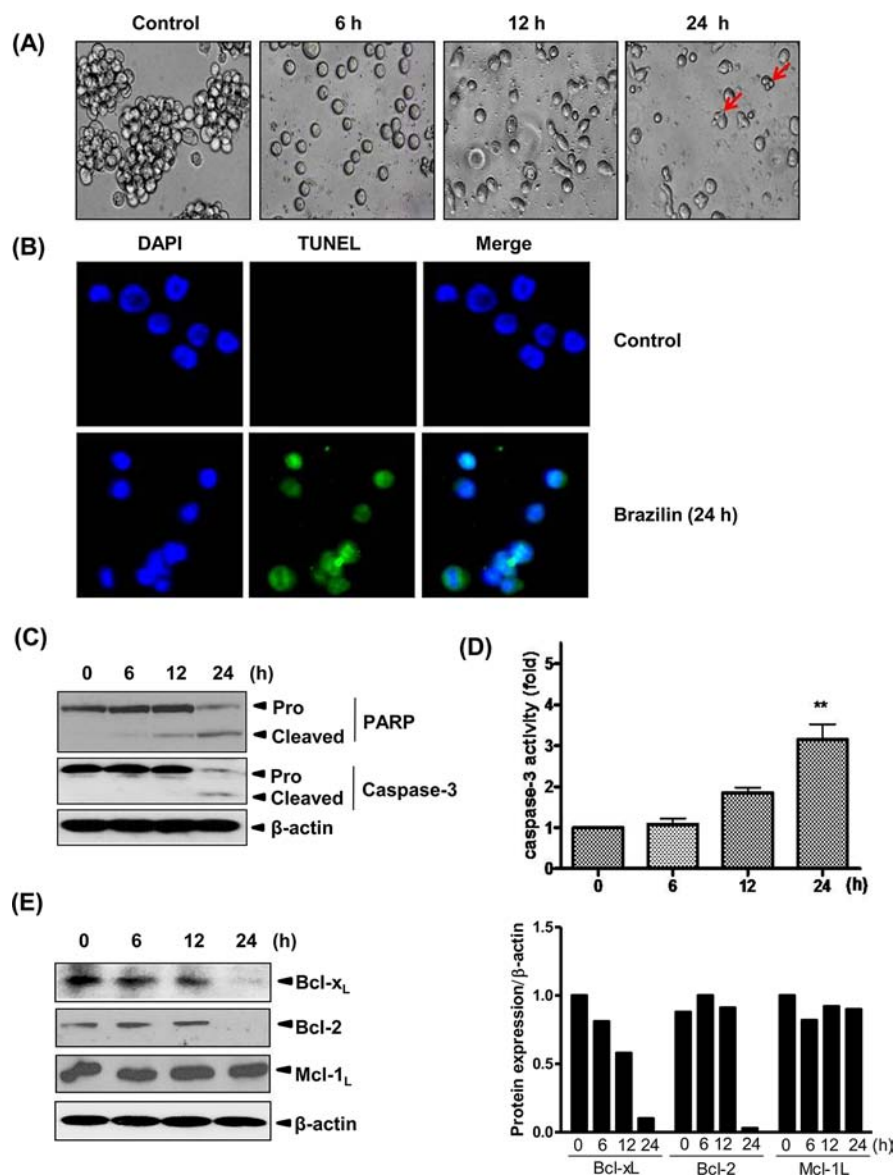 (A)
Control 6 h 12 h 24 h
(B)
DAPI TUNEL Merge
Control
Brazilin (24 h)
(C)
0 6 12 24 (h)
Pro
Cleaved
PARP
Pro
Cleaved
Caspase-3
β-actin
(D)
caspase-3 activity (fold)
5
4
3
2
1
0
**
0 6 12 24 (h)
(E)
0 6 12 24 (h)
Bcl-xL
Bcl-2
Mcl-1L
β-actin
Protein expression/β-actin
1.5
1.0
0.5
0.0
0 6 12 24 0 6 12 24 0 6 12 24 (h)
Bcl-xL Bcl-2 Mcl-1L